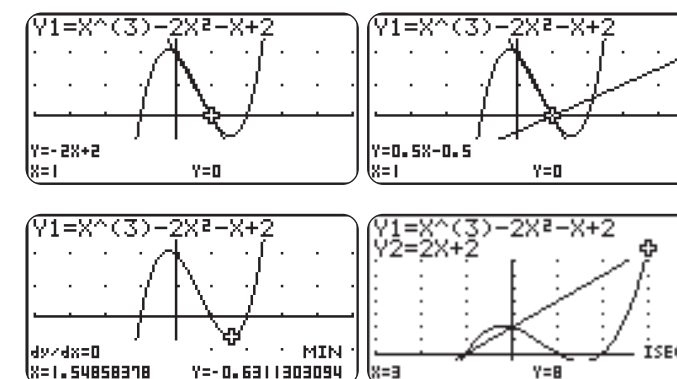 Y1=X^(3)-2X²-X+2
Y=-2X+2
X=1 Y=0
Y1=X^(3)-2X²-X+2
Y=0.5X-0.5
X=1 Y=0
Y1=X^(3)-2X²-X+2
dy/dx=0 MIN
X=1.54858378 Y=-0.6311303094
Y1=X^(3)-2X²-X+2
Y2=2X+2
ISEC
X=3 Y=8